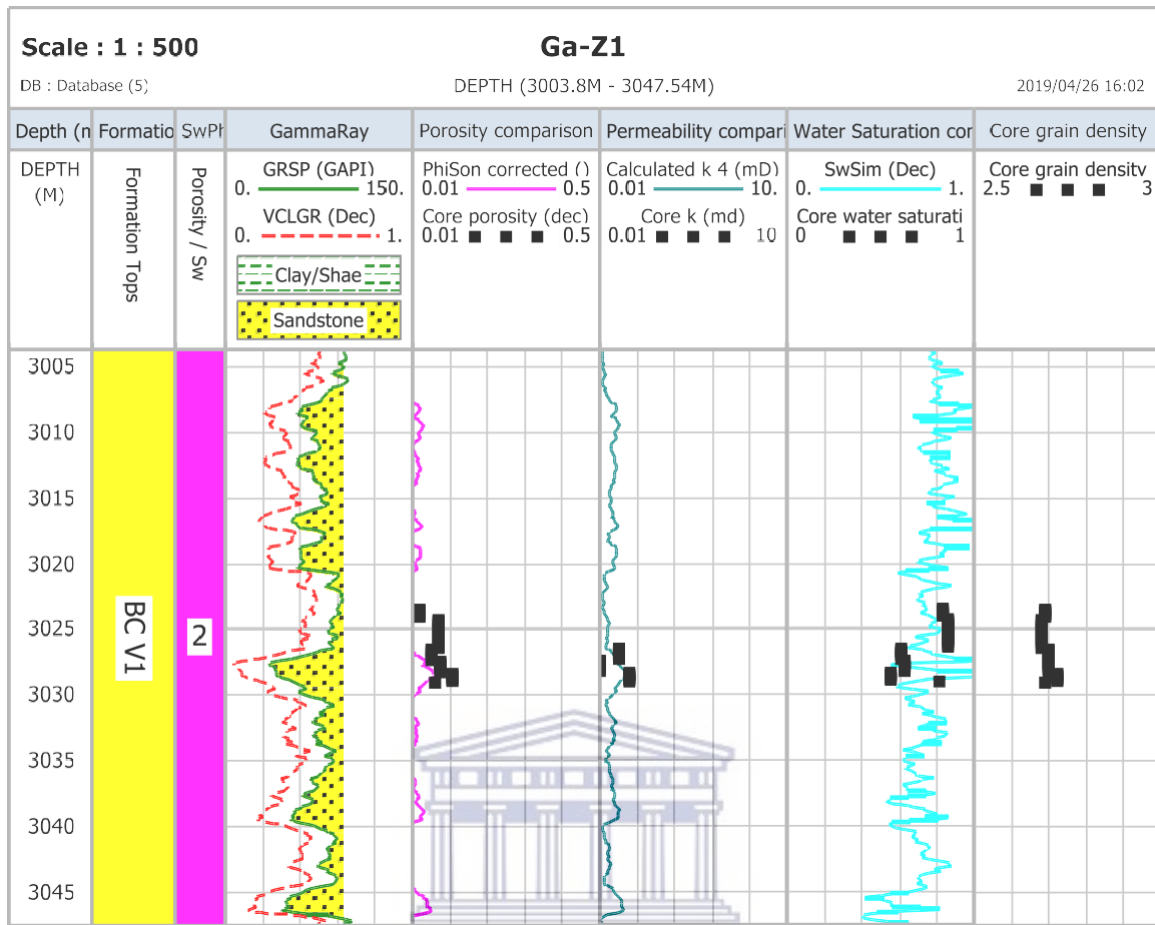 Scale : 1 : 500
Ga-Z1
DB : Database (5)
DEPTH (3003.8M - 3047.54M)
2019/04/26 16:02
Depth (n
Formatio
SwPh
GammaRay
Porosity comparison
Permeability compari
Water Saturation cor
Core grain density
DEPTH
(M)
Formation Tops
Porosity / Sw
GRSP (GAPI)
0. 150.
VCLGR (Dec)
0. 1.
Clay/Shae
Sandstone
PhiSon corrected ()
0.01 0.5
Core porosity (dec)
0.01 0.5
Calculated k 4 (mD)
0.01 10.
Core k (md)
0.01 10
SwSim (Dec)
0. 1.
Core water saturati
0 1
Core grain density
2.5 3
3005
3010
3015
3020
3025
3030
3035
3040
3045
BC V1
2